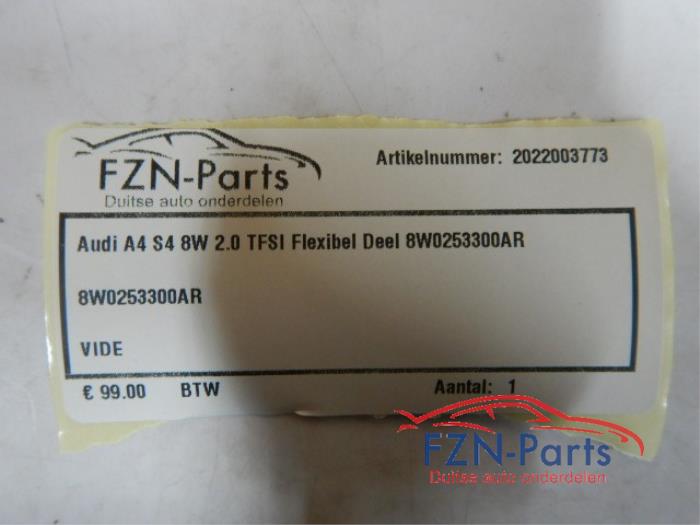 FZN-Parts
Duitse auto onderdelen
Artikelnummer: 2022003773
Audi A4 S4 8W 2.0 TFSI Flexibel Deel 8W0253300AR
8W0253300AR
VIDE
€ 99.00 BTW Aantal: 1
FZN-Parts
Duitse auto onderdelen